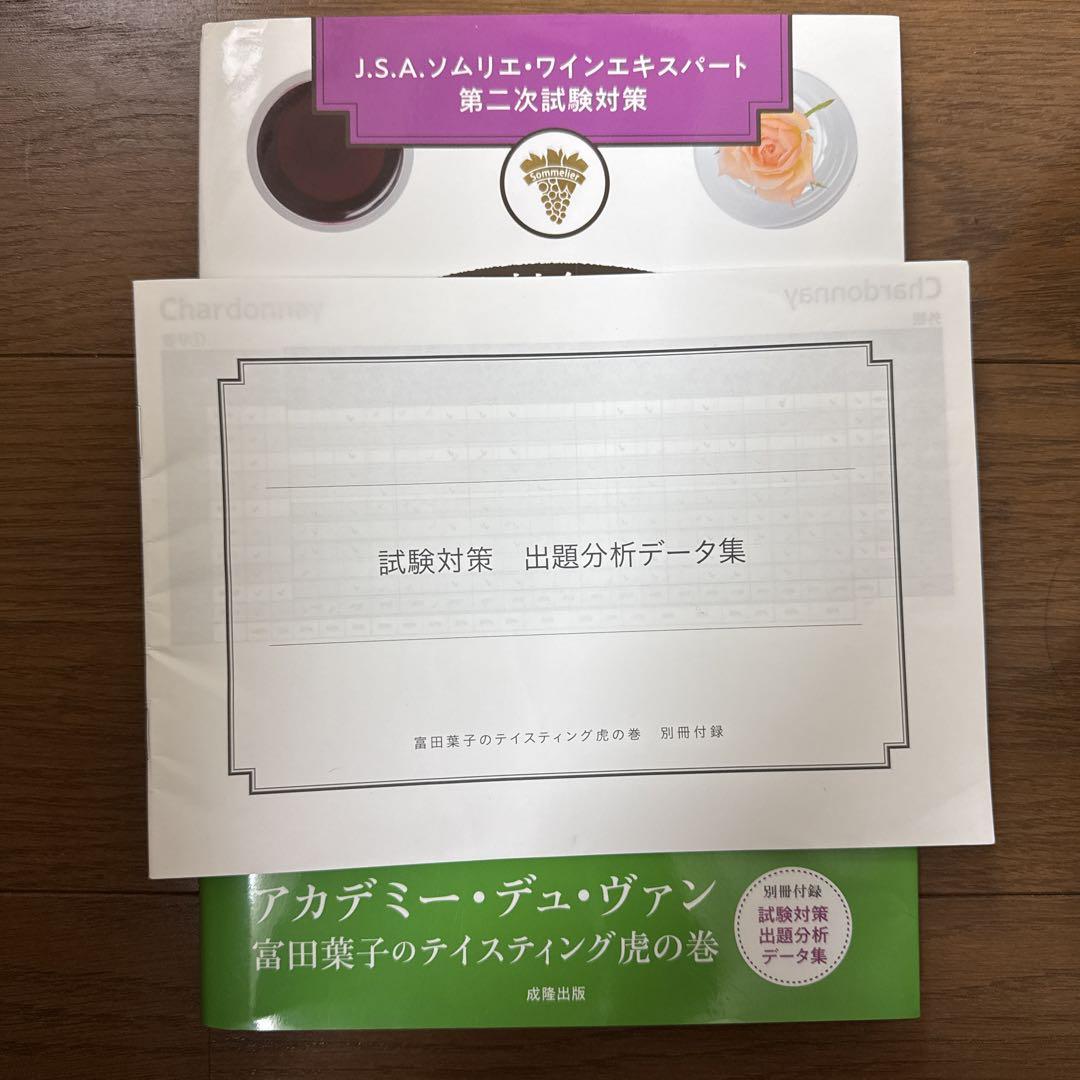 J.S.A.ソムリエ・ワインエキスパート
第二次試験対策
Sommelier
Chardonnay
Chardonnay
外観
試験対策 出題分析データ集
富田葉子のテイスティング虎の巻 別冊付録
アカデミー・デュ・ヴァン
富田葉子のテイスティング虎の巻
別冊付録
試験対策
出題分析
データ集
成隆出版